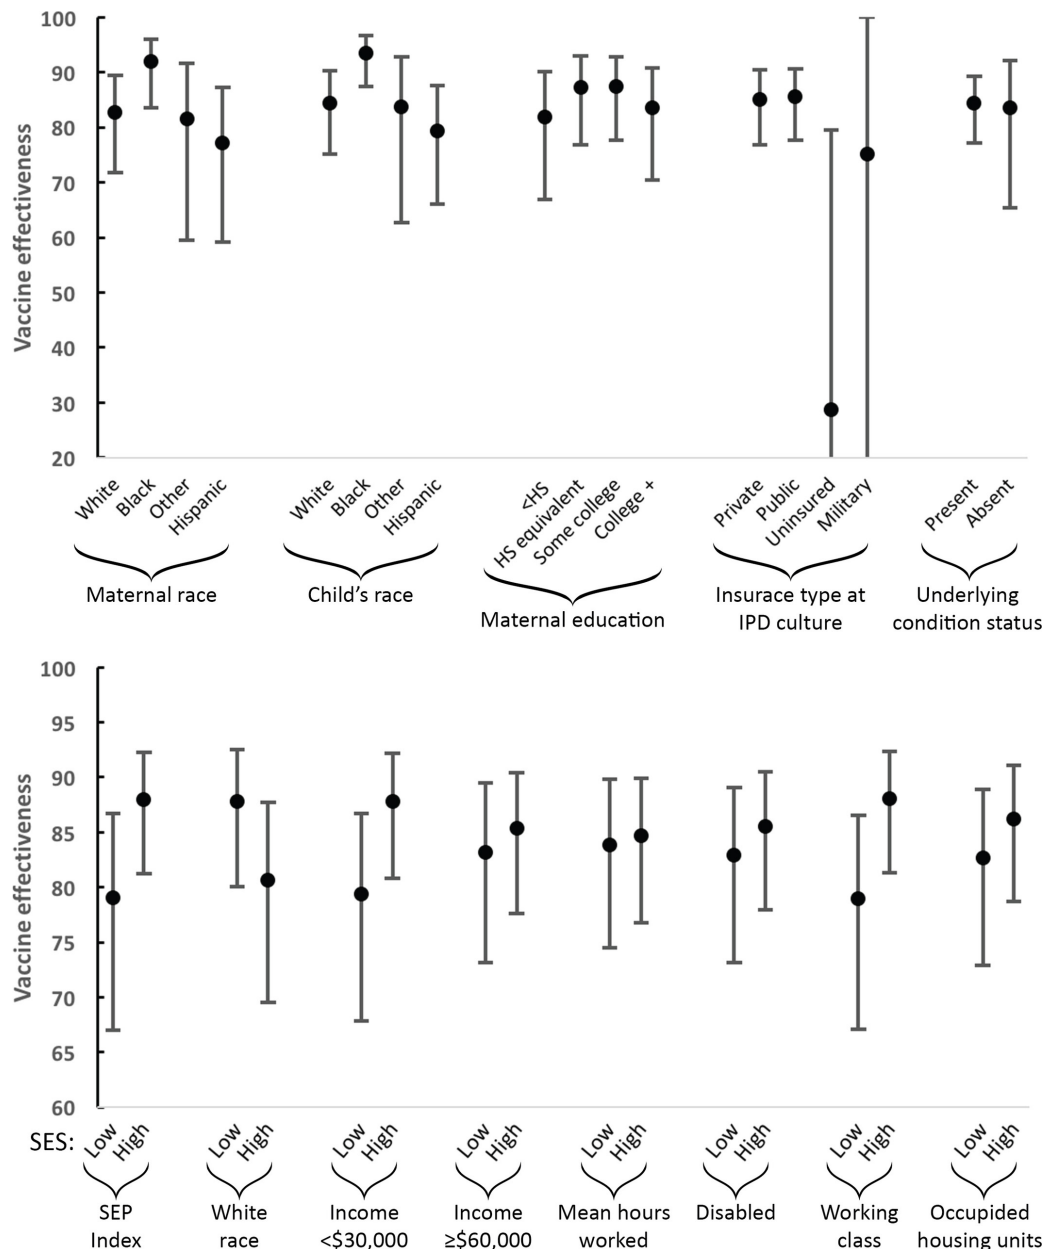 Vaccine effectiveness
100
90
80
70
60
50
40
30
20
White
Black
Other
Hispanic
White
Black
Other
Hispanic
<HS
HS equivalent
Some college
College +
Private
Public
Uninsured
Military
Present
Absent
Maternal race
Child’s race
Maternal education
Insurace type at
IPD culture
Underlying
condition status
Vaccine effectiveness
100
95
90
85
80
75
70
65
60
SES:
Low
High
Low
High
Low
High
Low
High
Low
High
Low
High
Low
High
Low
High
SEP
Index
White
race
Income
<$30,000
Income
≥$60,000
Mean hours
worked
Disabled
Working
class
Occupided
housing units